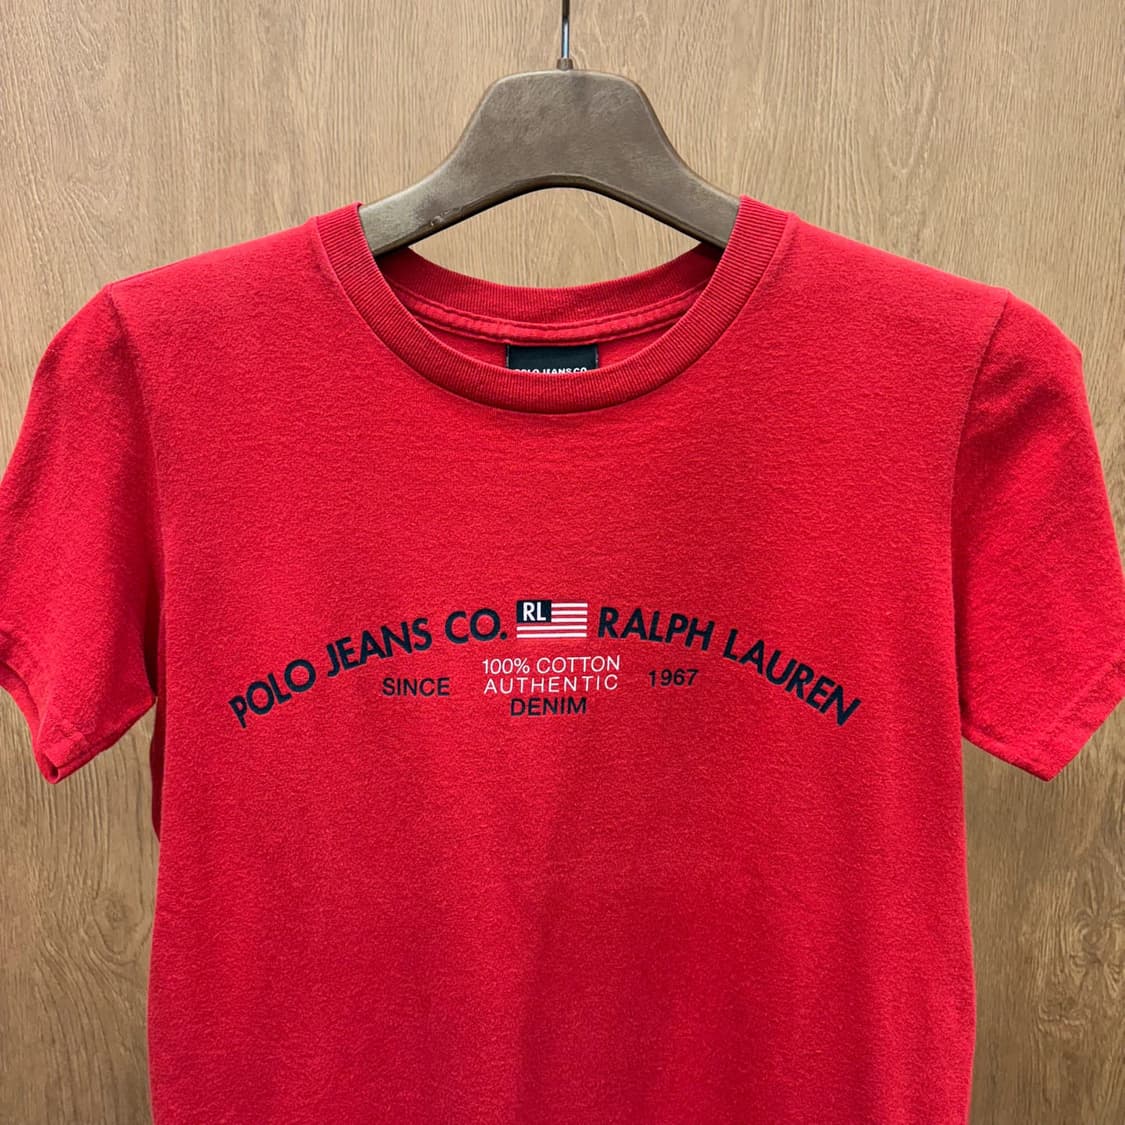 POLO JEANS CO.
POLO JEANS CO. RL RALPH LAUREN
SINCE 100% COTTON 1967
AUTHENTIC
DENIM